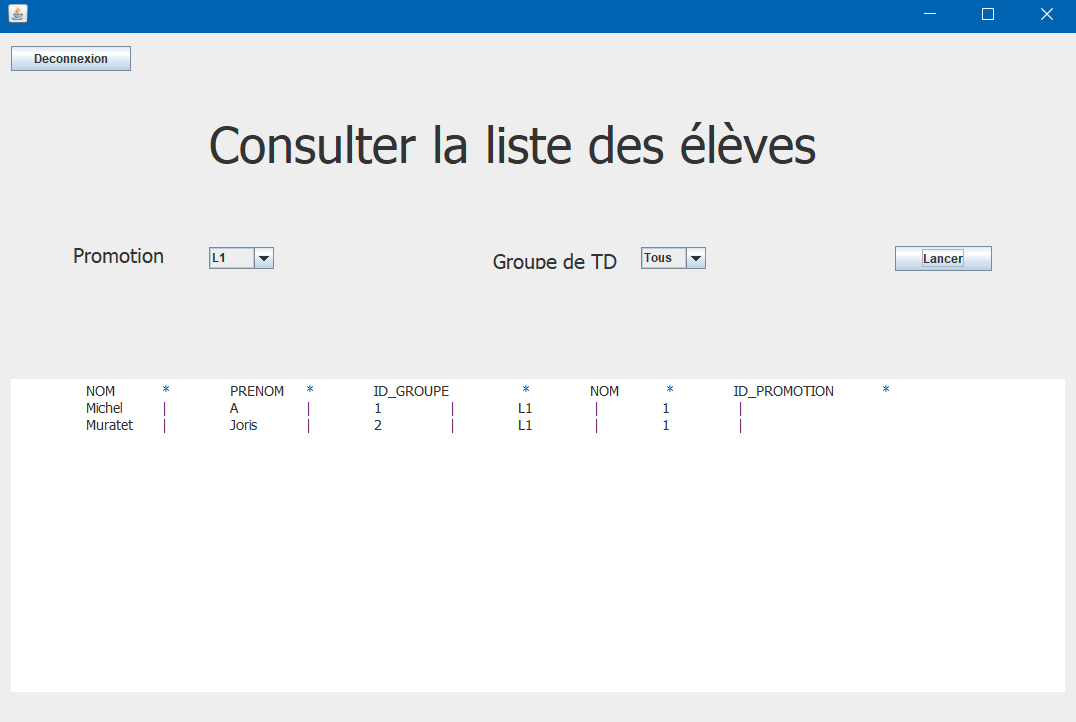 Deconnexion
Consulter la liste des élèves
Promotion L1 Groupe de TD Tous Lancer
NOM * PRENOM * ID_GROUPE * NOM * ID_PROMOTION *
Michel | A | 1 | L1 | 1 |
Muratet | Joris | 2 | L1 | 1 |